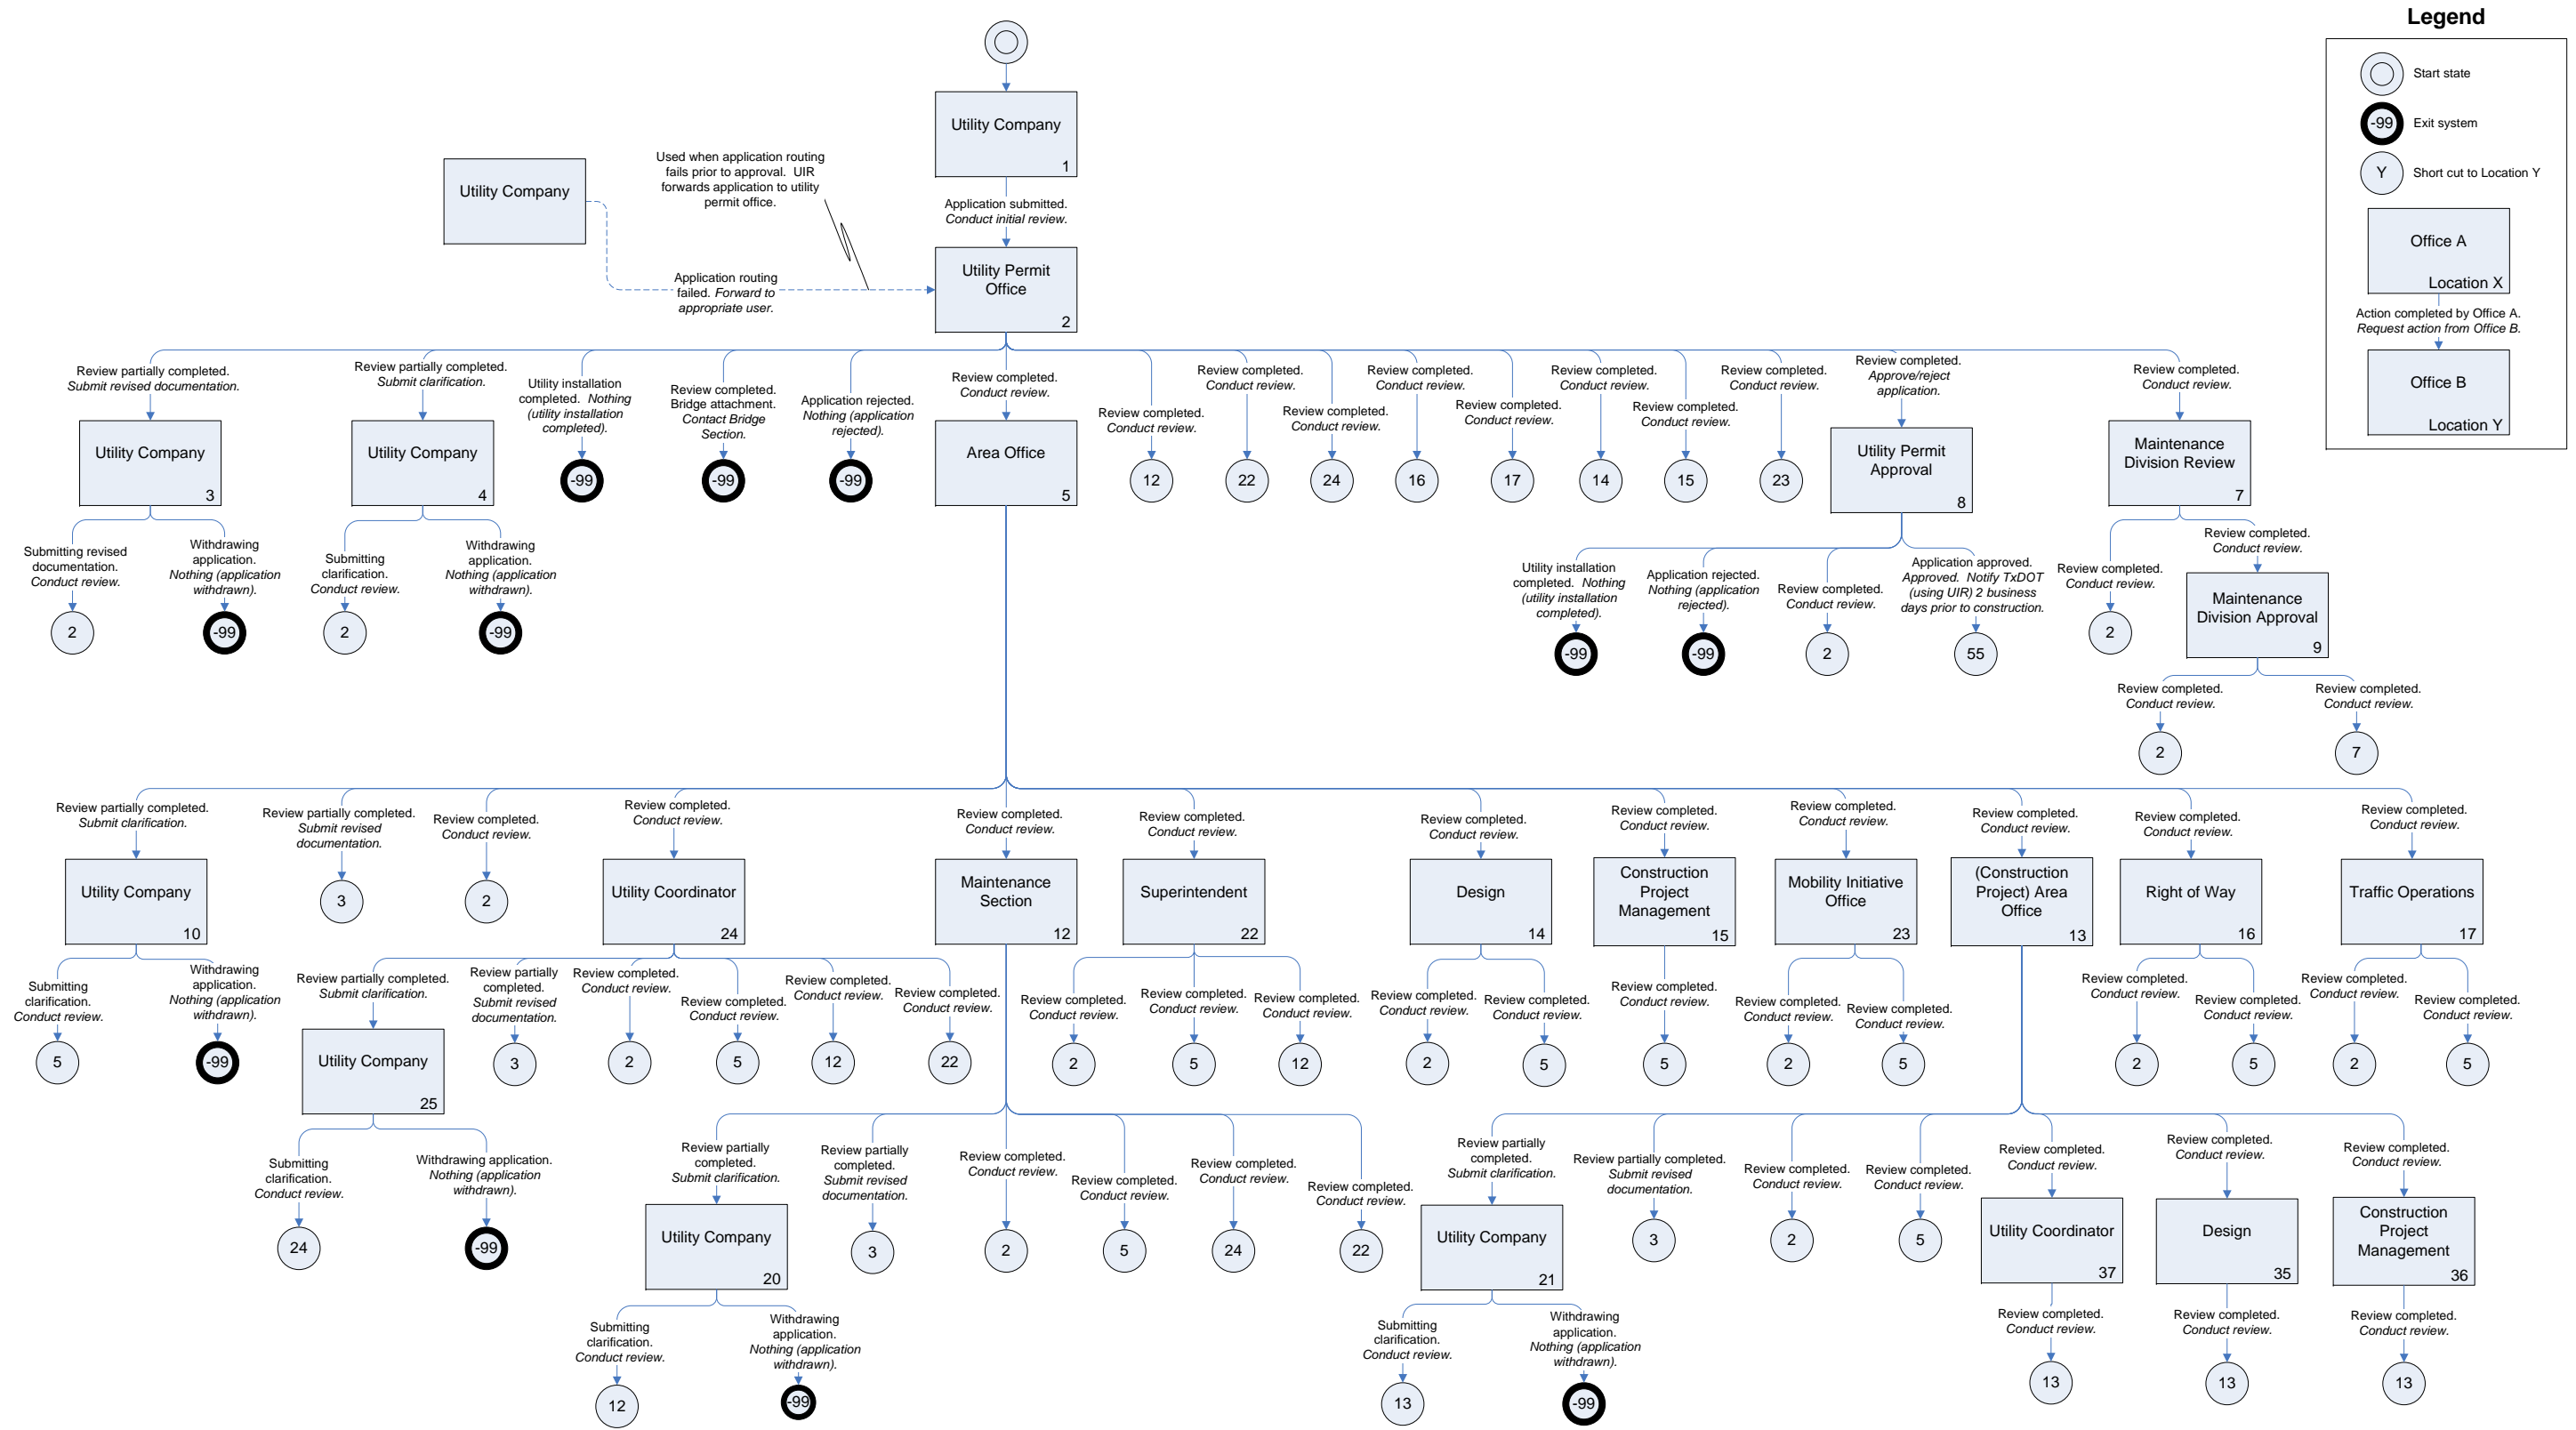 Legend
Start state
-99
Exit system
Y
Short cut to Location Y
Office A
Location X
Action completed by Office A.
Request action from Office B.
Office B
Location Y
Utility Company
1
Application submitted.
Conduct initial review.
Utility Company
Used when application routing
fails prior to approval.  UIR
forwards application to utility
permit office.
Application routing
failed. Forward to
appropriate user.
Utility Permit
Office
2
Review partially completed.
Submit revised documentation.
Utility Company
3
Submitting revised
documentation.
Conduct review.
2
Withdrawing
application.
Nothing (application
withdrawn).
-99
Review partially completed.
Submit clarification.
Utility Company
4
Submitting
clarification.
Conduct review.
2
Withdrawing
application.
Nothing (application
withdrawn).
-99
Utility installation
completed.  Nothing
(utility installation
completed).
-99
Review completed.
Bridge attachment.
Contact Bridge
Section.
-99
Application rejected.
Nothing (application
rejected).
-99
Review completed.
Conduct review.
Area Office
5
Review completed.
Conduct review.
12
Review completed.
Conduct review.
22
Review completed.
Conduct review.
24
Review completed.
Conduct review.
16
Review completed.
Conduct review.
17
Review completed.
Conduct review.
14
Review completed.
Conduct review.
15
Review completed.
Conduct review.
23
Review completed.
Approve/reject
application.
Utility Permit
Approval
8
Utility installation
completed.  Nothing
(utility installation
completed).
-99
Application rejected.
Nothing (application
rejected).
-99
Review completed.
Conduct review.
2
Application approved.
Approved.  Notify TxDOT
(using UIR) 2 business
days prior to construction.
55
Review completed.
Conduct review.
Maintenance
Division Review
7
Review completed.
Conduct review.
2
Review completed.
Conduct review.
Maintenance
Division Approval
9
Review completed.
Conduct review.
2
Review completed.
Conduct review.
7
Review partially completed.
Submit clarification.
Utility Company
10
Submitting
clarification.
Conduct review.
5
Withdrawing
application.
Nothing (application
withdrawn).
-99
Review partially completed.
Submit revised
documentation.
3
Review completed.
Conduct review.
2
Review completed.
Conduct review.
Utility Coordinator
24
Review partially completed.
Submit clarification.
Utility Company
25
Submitting
clarification.
Conduct review.
24
Withdrawing application.
Nothing (application
withdrawn).
-99
Review partially
completed.
Submit revised
documentation.
3
Review completed.
Conduct review.
2
Review completed.
Conduct review.
5
Review completed.
Conduct review.
12
Review completed.
Conduct review.
22
Review completed.
Conduct review.
Maintenance
Section
12
Review partially
completed.
Submit clarification.
Utility Company
20
Submitting
clarification.
Conduct review.
12
Withdrawing
application.
Nothing (application
withdrawn).
-99
Review partially
completed.
Submit revised
documentation.
3
Review completed.
Conduct review.
2
Review completed.
Conduct review.
5
Review completed.
Conduct review.
24
Review completed.
Conduct review.
22
Review completed.
Conduct review.
Superintendent
22
Review completed.
Conduct review.
2
Review completed.
Conduct review.
5
Review completed.
Conduct review.
12
Review completed.
Conduct review.
Design
14
Review completed.
Conduct review.
2
Review completed.
Conduct review.
5
Review completed.
Conduct review.
Construction
Project
Management
15
Review completed.
Conduct review.
5
Review completed.
Conduct review.
Mobility Initiative
Office
23
Review completed.
Conduct review.
2
Review completed.
Conduct review.
5
Review completed.
Conduct review.
(Construction
Project) Area
Office
13
Review partially
completed.
Submit clarification.
Utility Company
21
Submitting
clarification.
Conduct review.
13
Withdrawing
application.
Nothing (application
withdrawn).
-99
Review partially completed.
Submit revised
documentation.
3
Review completed.
Conduct review.
2
Review completed.
Conduct review.
5
Review completed.
Conduct review.
Utility Coordinator
37
Review completed.
Conduct review.
13
Review completed.
Conduct review.
Design
35
Review completed.
Conduct review.
13
Review completed.
Conduct review.
Construction
Project
Management
36
Review completed.
Conduct review.
13
Review completed.
Conduct review.
Right of Way
16
Review completed.
Conduct review.
2
Review completed.
Conduct review.
5
Review completed.
Conduct review.
Traffic Operations
17
Review completed.
Conduct review.
2
Review completed.
Conduct review.
5